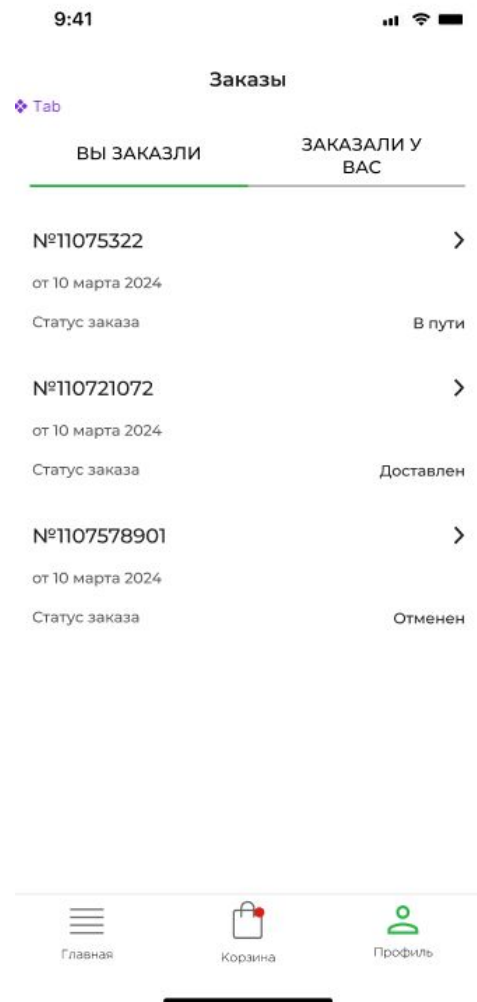 9:41
Заказы
Tab
ВЫ ЗАКАЗЛИ
ЗАКАЗАЛИ У
ВАС
№11075322
от 10 марта 2024
Статус заказа В пути
№110721072
от 10 марта 2024
Статус заказа Доставлен
№1107578901
от 10 марта 2024
Статус заказа Отменен
Главная Корзина Профиль